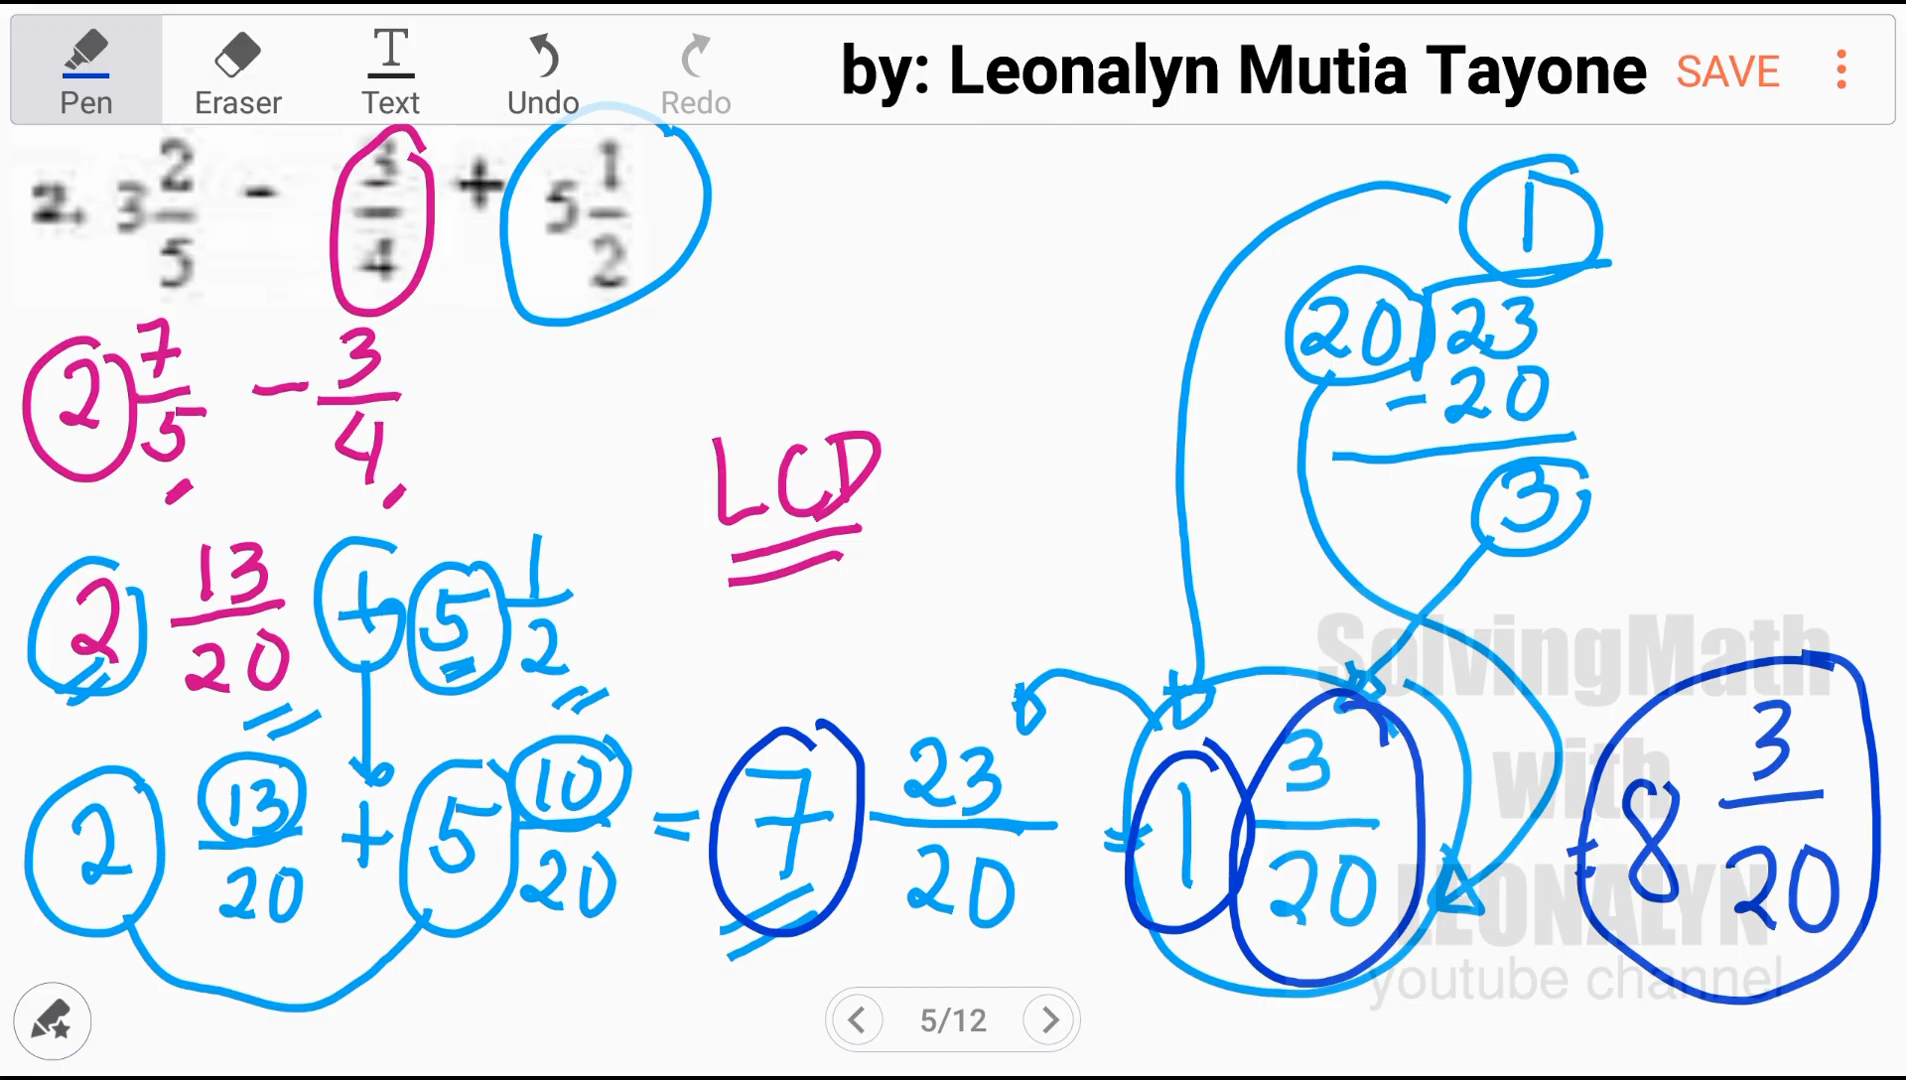 Pen Eraser Text Undo Redo by: Leonalyn Mutia Tayone SAVE
2. 3 2/5 - 3/4 + 5 1/2
2 7/5 - 3/4
LCD
1
20 23
- 20
3
2 13/20 + 5 1/2
2 13/20 + 5 10/20 = 7 23/20 = 1 3/20 = 8 3/20
SolvingMath
with
LEONALYN
youtube channel
5/12